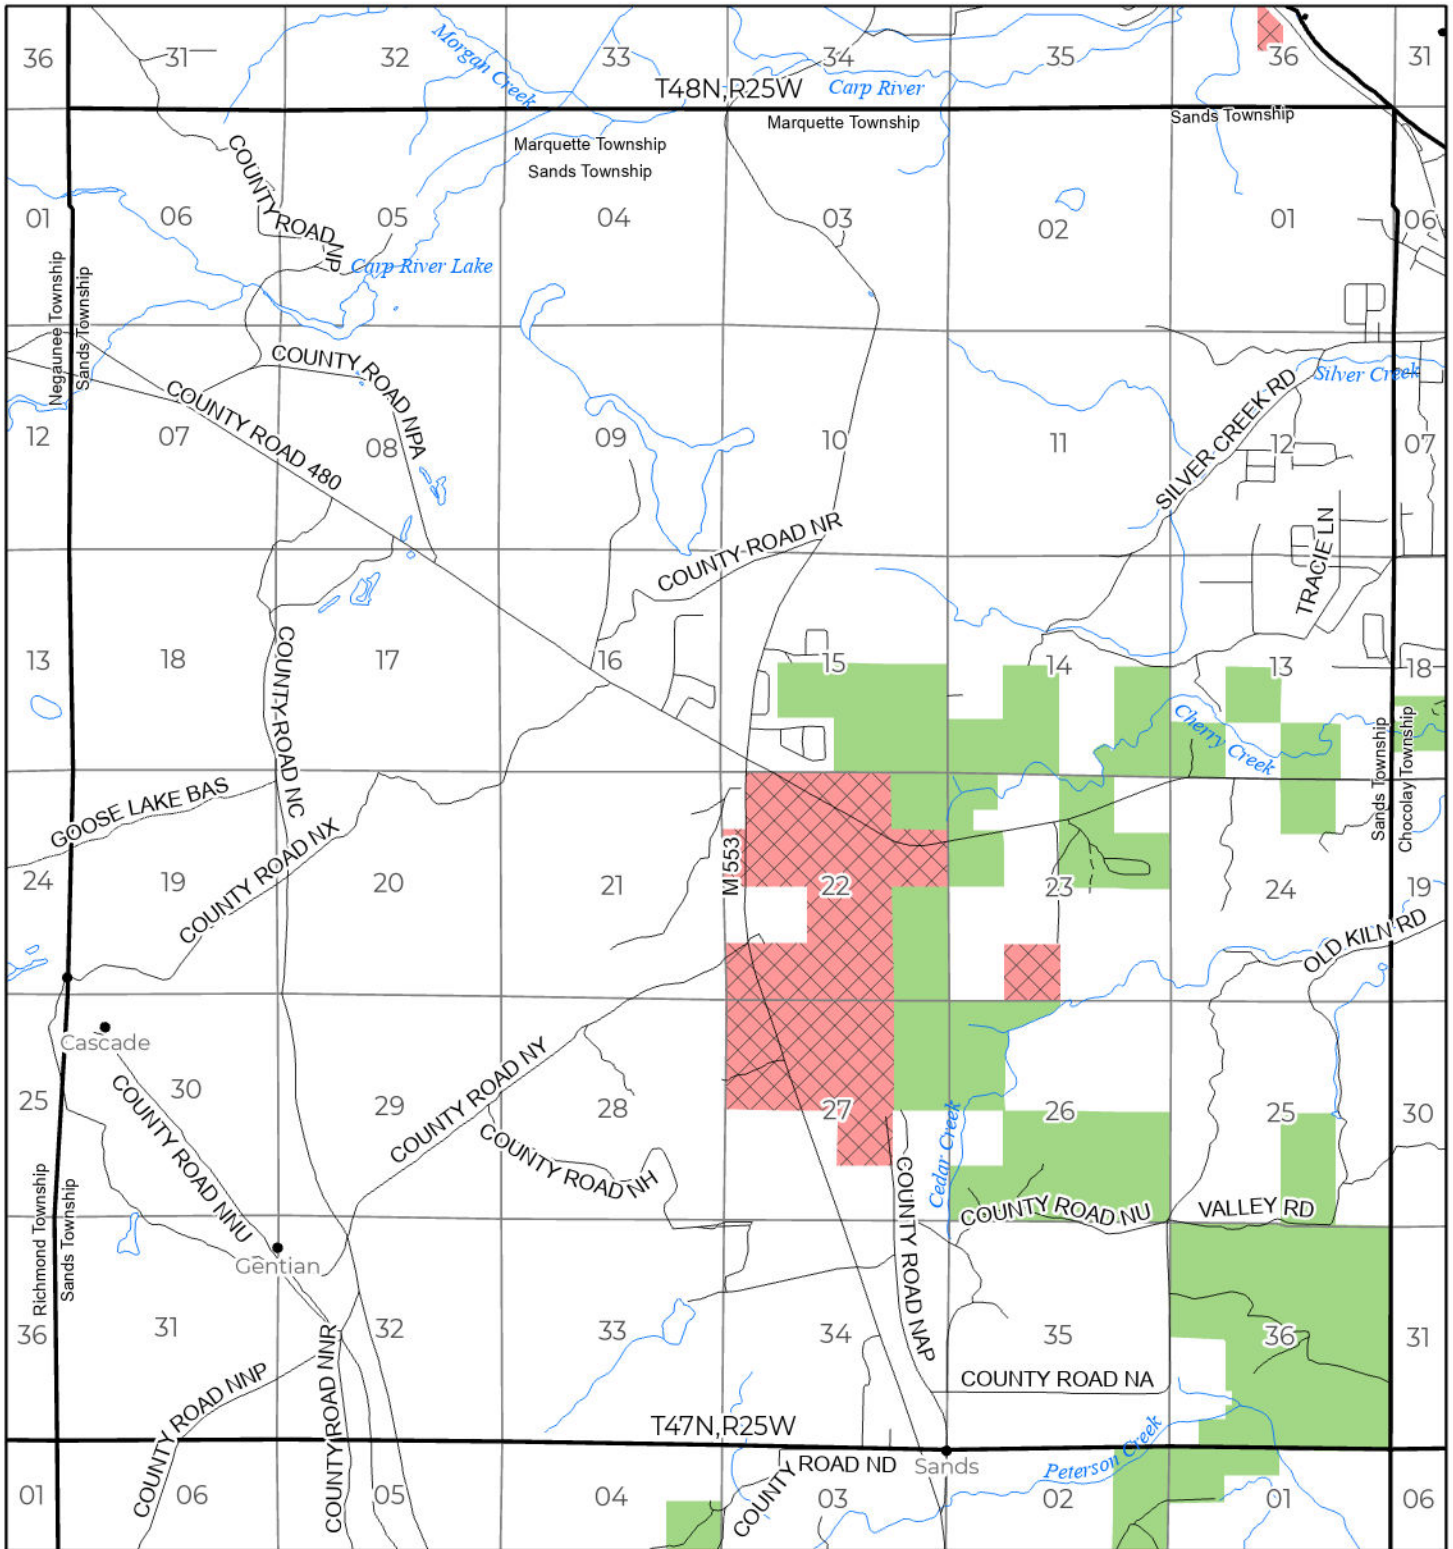 36
31
32
33
34
35
36
31
Morgan Creek
T48N,R25W
Carp River
Marquette Township
Sands Township
Marquette Township
Sands Township
COUNTY ROAD NP
01
06
05
04
03
02
01
06
Carp River Lake
Negaunee Township
Sands Township
COUNTY ROAD NPA
COUNTY ROAD 480
Silver Creek
SILVER CREEK RD
12
07
08
09
10
11
12
07
COUNTY ROAD NR
TRACIE LN
13
18
17
16
15
14
13
18
COUNTY ROAD NC
Cherry Creek
Sands Township
Chocolay Township
GOOSE LAKE BAS
COUNTY ROAD NX
M 553
24
19
20
21
22
23
24
19
OLD KILN RD
Cascade
COUNTY ROAD NY
25
30
29
28
27
26
25
30
COUNTY ROAD NNU
COUNTY ROAD NH
Cedar Creek
COUNTY ROAD NU
VALLEY RD
Richmond Township
Sands Township
Gentian
COUNTY ROAD NAP
36
31
32
33
34
35
36
31
COUNTY ROAD NNP
COUNTY ROAD NNR
COUNTY ROAD NA
T47N,R25W
Peterson Creek
COUNTY ROAD ND
Sands
01
06
05
04
03
02
01
06